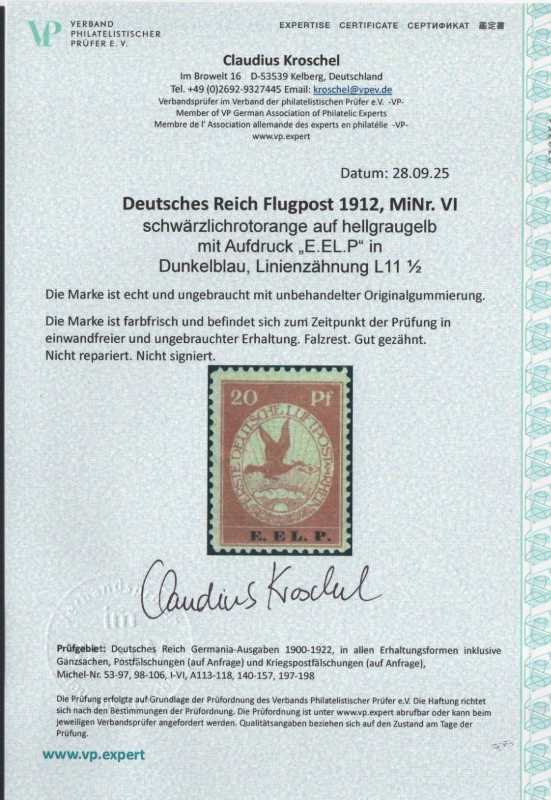 VP VERBAND
PHILATELISTISCHER
PRÜFER E. V.
EXPERTISE CERTIFICATE СЕРТИФИКАТ 鑑定書
Claudius Kroschel
Im Browelt 16 D-53539 Kelberg, Deutschland
Tel. +49 (0)2692-9327445 Email: kroschel@vpev.de
Verbandsprüfer im Verband der philatelistischen Prüfer e.V. -VP-
Member of VP German Association of Philatelic Experts
Membre de l' Association allemande des experts en philatélie -VP-
www.vp.expert
Datum: 28.09.25
Deutsches Reich Flugpost 1912, MiNr. VI
schwärzlichrotorange auf hellgraugelb
mit Aufdruck „E.EL.P“ in
Dunkelblau, Linienzähnung L11 ½
Die Marke ist echt und ungebraucht mit unbehandelter Originalgummierung.
Die Marke ist farbfrisch und befindet sich zum Zeitpunkt der Prüfung in
einwandfreier und ungebrauchter Erhaltung. Falzrest. Gut gezähnt.
Nicht repariert. Nicht signiert.
20 Pf
ERSTE DEUTSCHE LUFTPOST AM RHEIN
E. EL. P.
Claudius Kroschel
Prüfgebiet: Deutsches Reich Germania-Ausgaben 1900-1922, in allen Erhaltungsformen inklusive
Ganzsachen, Postfälschungen (auf Anfrage) und Kriegspostfälschungen (auf Anfrage),
Michel-Nr. 53-97, 98-106, I-VI, A113-118, 140-157, 197-198
Die Prüfung erfolgte auf Grundlage der Prüfordnung des Verbands Philatelistischer Prüfer e.V. Die Haftung richtet
sich nach den Bestimmungen der Prüfordnung. Die Prüfordnung ist unter www.vp.expert abrufbar oder kann beim
jeweiligen Verbandsprüfer angefordert werden. Qualitätsangaben beziehen sich auf den Zustand am Tage der
Prüfung.
www.vp.expert